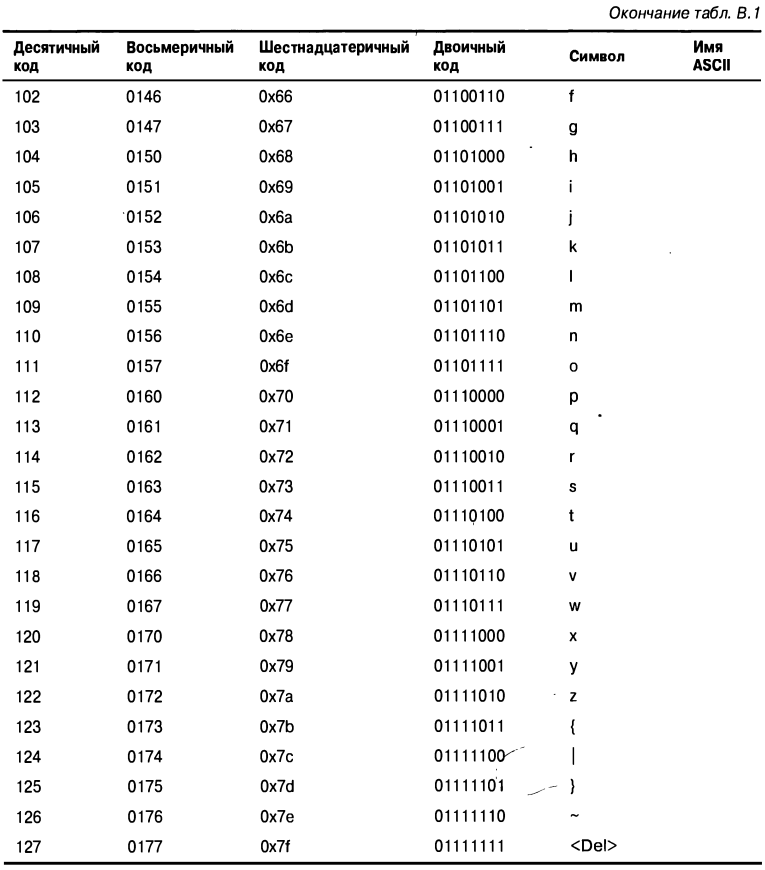 Окончание табл. В.1
Десятичный код Восьмеричный код Шестнадцатеричный код Двоичный код Символ Имя ASCII
102 0146 0x66 01100110 f
103 0147 0x67 01100111 g
104 0150 0x68 01101000 h
105 0151 0x69 01101001 i
106 0152 0x6a 01101010 j
107 0153 0x6b 01101011 k
108 0154 0x6c 01101100 l
109 0155 0x6d 01101101 m
110 0156 0x6e 01101110 n
111 0157 0x6f 01101111 o
112 0160 0x70 01110000 p
113 0161 0x71 01110001 q
114 0162 0x72 01110010 r
115 0163 0x73 01110011 s
116 0164 0x74 01110100 t
117 0165 0x75 01110101 u
118 0166 0x76 01110110 v
119 0167 0x77 01110111 w
120 0170 0x78 01111000 x
121 0171 0x79 01111001 y
122 0172 0x7a 01111010 z
123 0173 0x7b 01111011 {
124 0174 0x7c 01111100 |
125 0175 0x7d 01111101 }
126 0176 0x7e 01111110 ~
127 0177 0x7f 01111111 <Del>